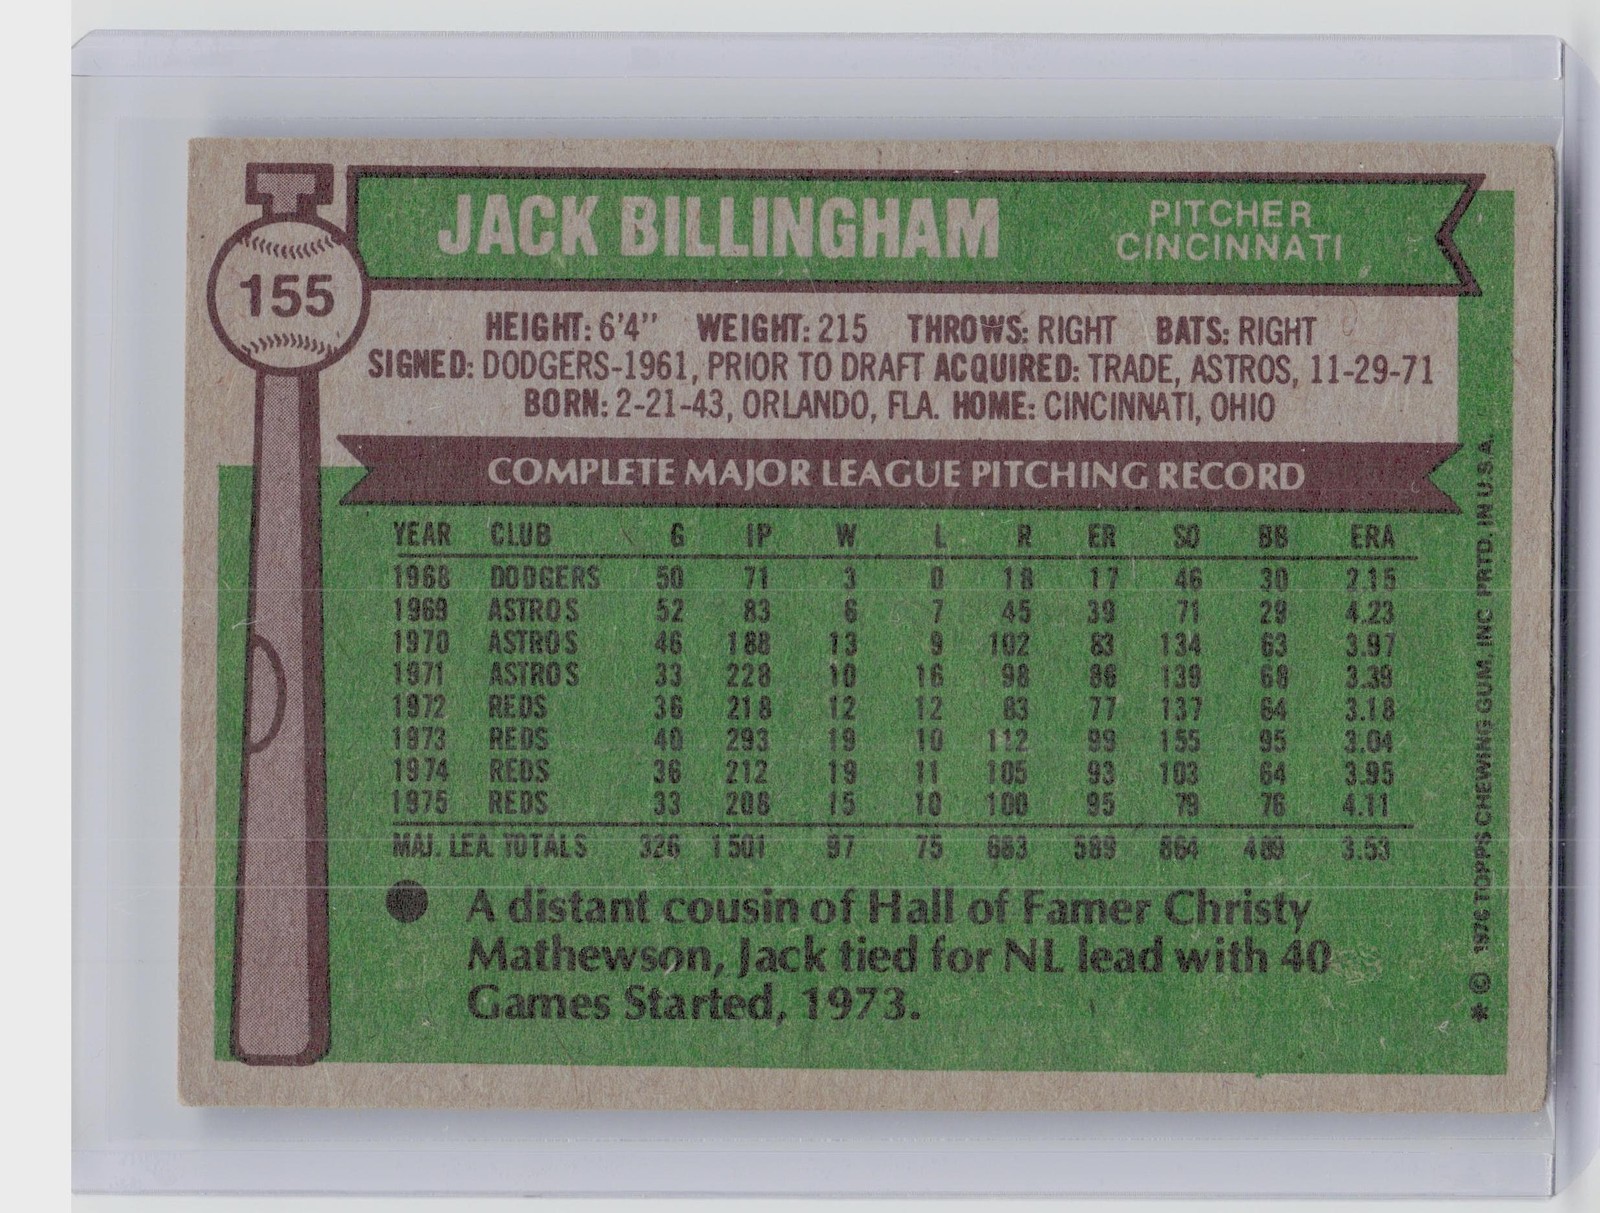 155
JACK BILLINGHAM
PITCHER
CINCINNATI
HEIGHT: 6'4" WEIGHT: 215 THROWS: RIGHT BATS: RIGHT
SIGNED: DODGERS-1961, PRIOR TO DRAFT ACQUIRED: TRADE, ASTROS, 11-29-71
BORN: 2-21-43, ORLANDO, FLA. HOME: CINCINNATI, OHIO
COMPLETE MAJOR LEAGUE PITCHING RECORD
YEAR CLUB G IP W L R ER SO BB ERA
1968 DODGERS 50 71 3 0 18 17 46 30 2.15
1969 ASTROS 52 83 6 7 45 39 71 29 4.23
1970 ASTROS 46 188 13 9 102 83 134 63 3.97
1971 ASTROS 33 228 10 16 98 86 139 68 3.39
1972 REDS 36 218 12 12 83 77 137 64 3.18
1973 REDS 40 293 19 10 112 99 155 95 3.04
1974 REDS 36 212 19 11 105 93 103 64 3.95
1975 REDS 33 208 15 10 100 95 79 76 4.11
MAJ. LEA. TOTALS 326 1501 97 75 663 589 864 489 3.53
A distant cousin of Hall of Famer Christy
Mathewson, Jack tied for NL lead with 40
Games Started, 1973.
* © 1976 TOPPS CHEWING GUM, INC PRTD. IN U.S.A.